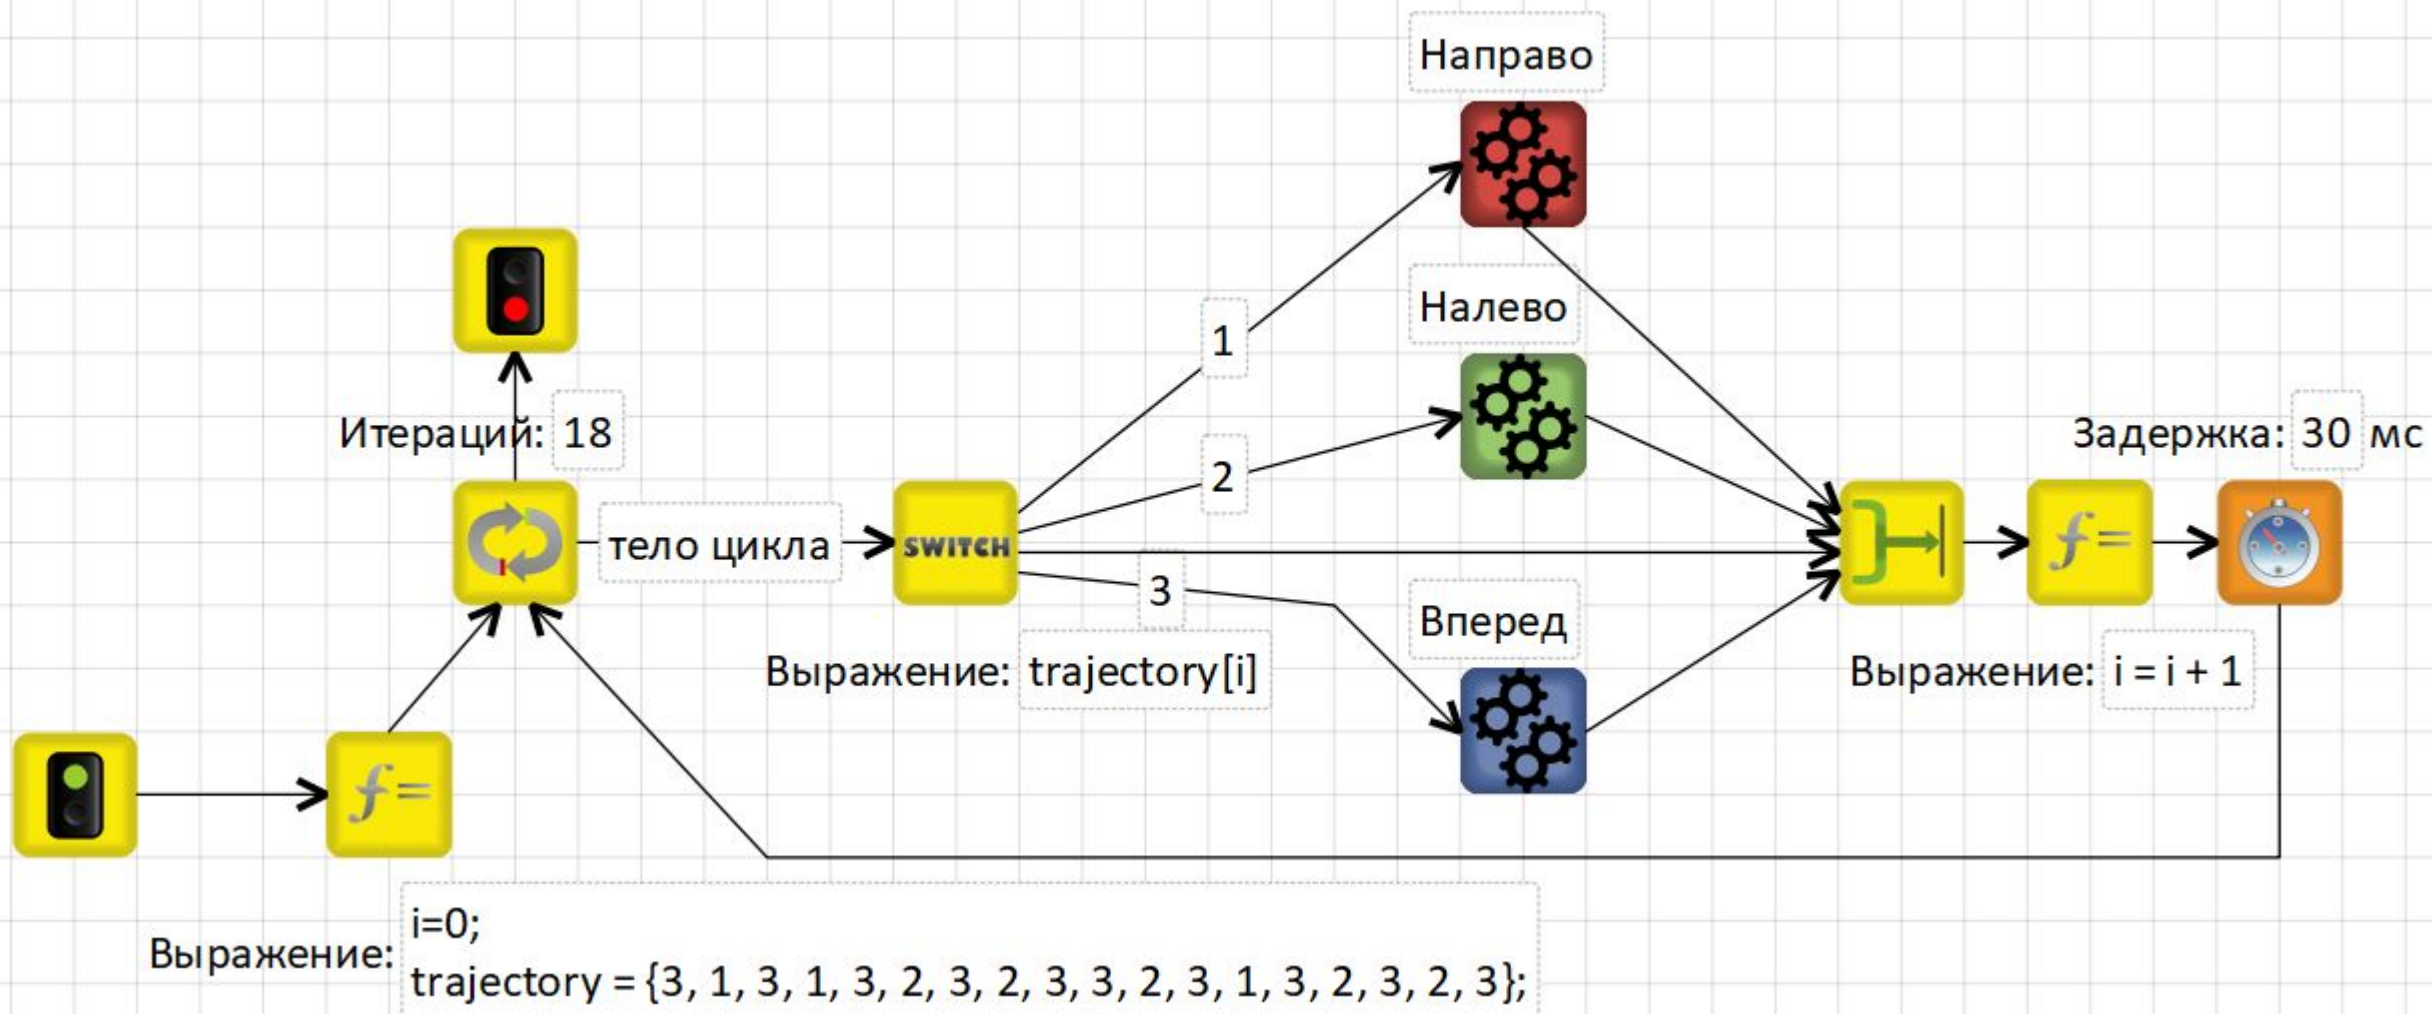 Направо
1
Налево
2
Итераций: 18
Задержка: 30 мс
тело цикла
SWITCH
3
Вперед
Выражение: trajectory[i]
Выражение: i = i + 1
f=
f=
Выражение:
i=0;
trajectory = {3, 1, 3, 1, 3, 2, 3, 2, 3, 3, 2, 3, 1, 3, 2, 3, 2, 3};